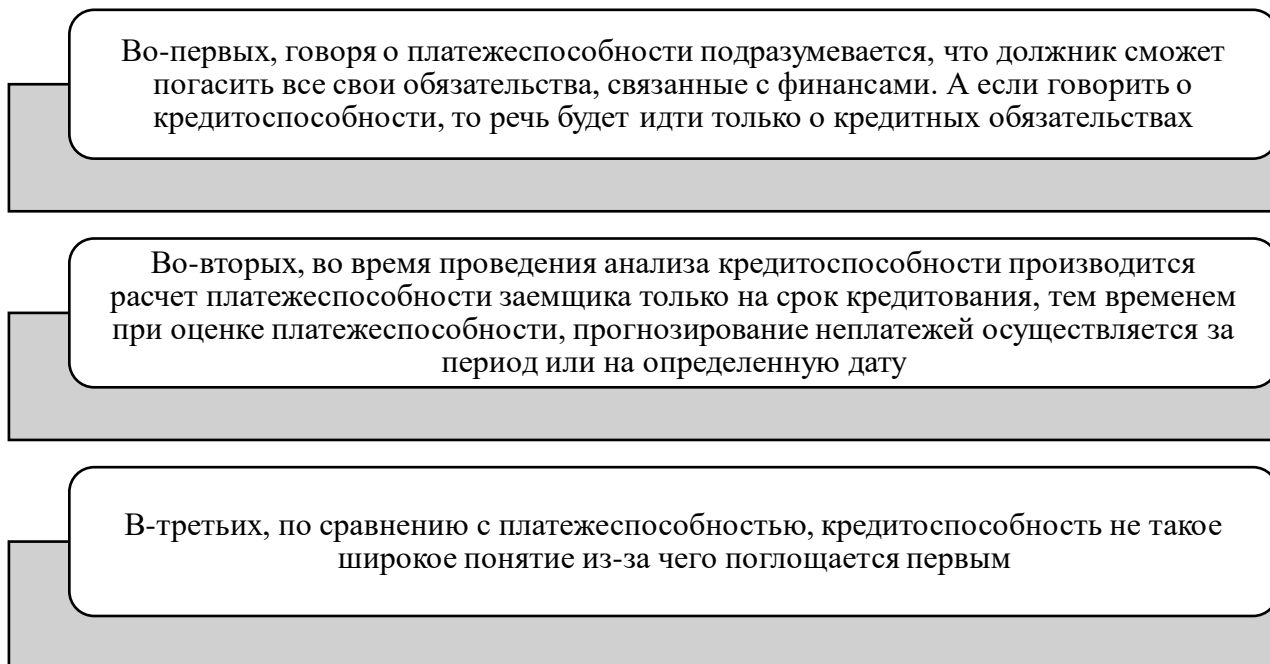 Во-первых, говоря о платежеспособности подразумевается, что должник сможет
погасить все свои обязательства, связанные с финансами. А если говорить о
кредитоспособности, то речь будет идти только о кредитных обязательствах
Во-вторых, во время проведения анализа кредитоспособности производится
расчет платежеспособности заемщика только на срок кредитования, тем временем
при оценке платежеспособности, прогнозирование неплатежей осуществляется за
период или на определенную дату
В-третьих, по сравнению с платежеспособностью, кредитоспособность не такое
широкое понятие из-за чего поглощается первым